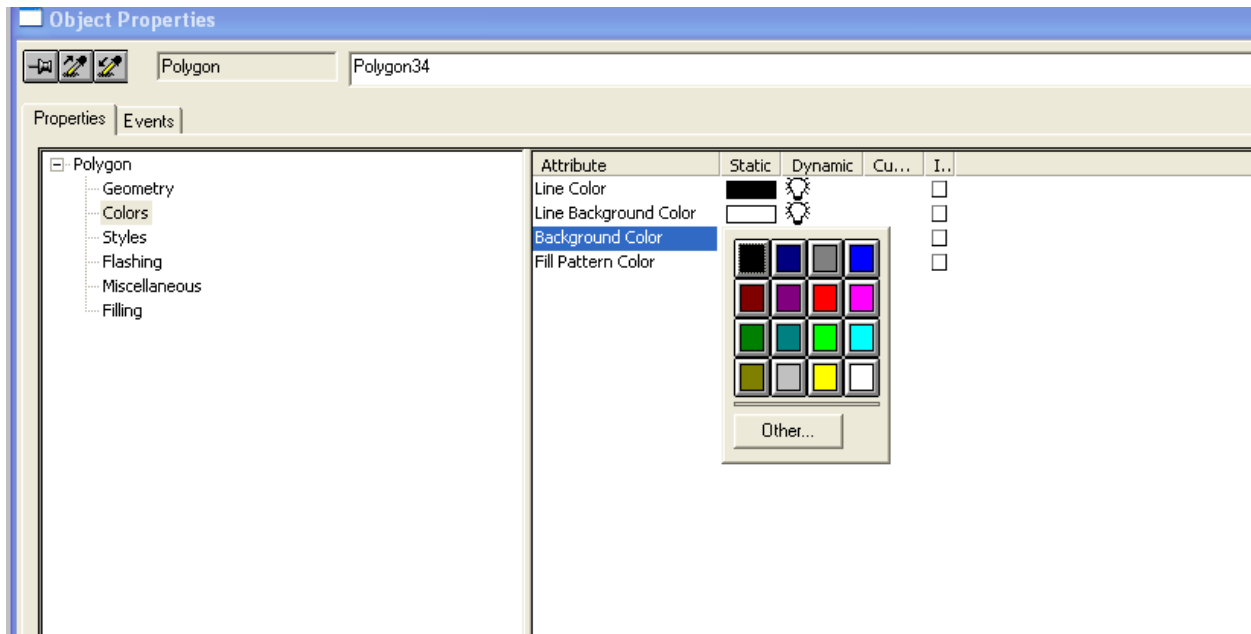 Object Properties
Polygon Polygon34
Properties Events
Polygon
Geometry
Colors
Styles
Flashing
Miscellaneous
Filling
Attribute Static Dynamic Cu... I..
Line Color
Line Background Color
Background Color
Fill Pattern Color
Other...